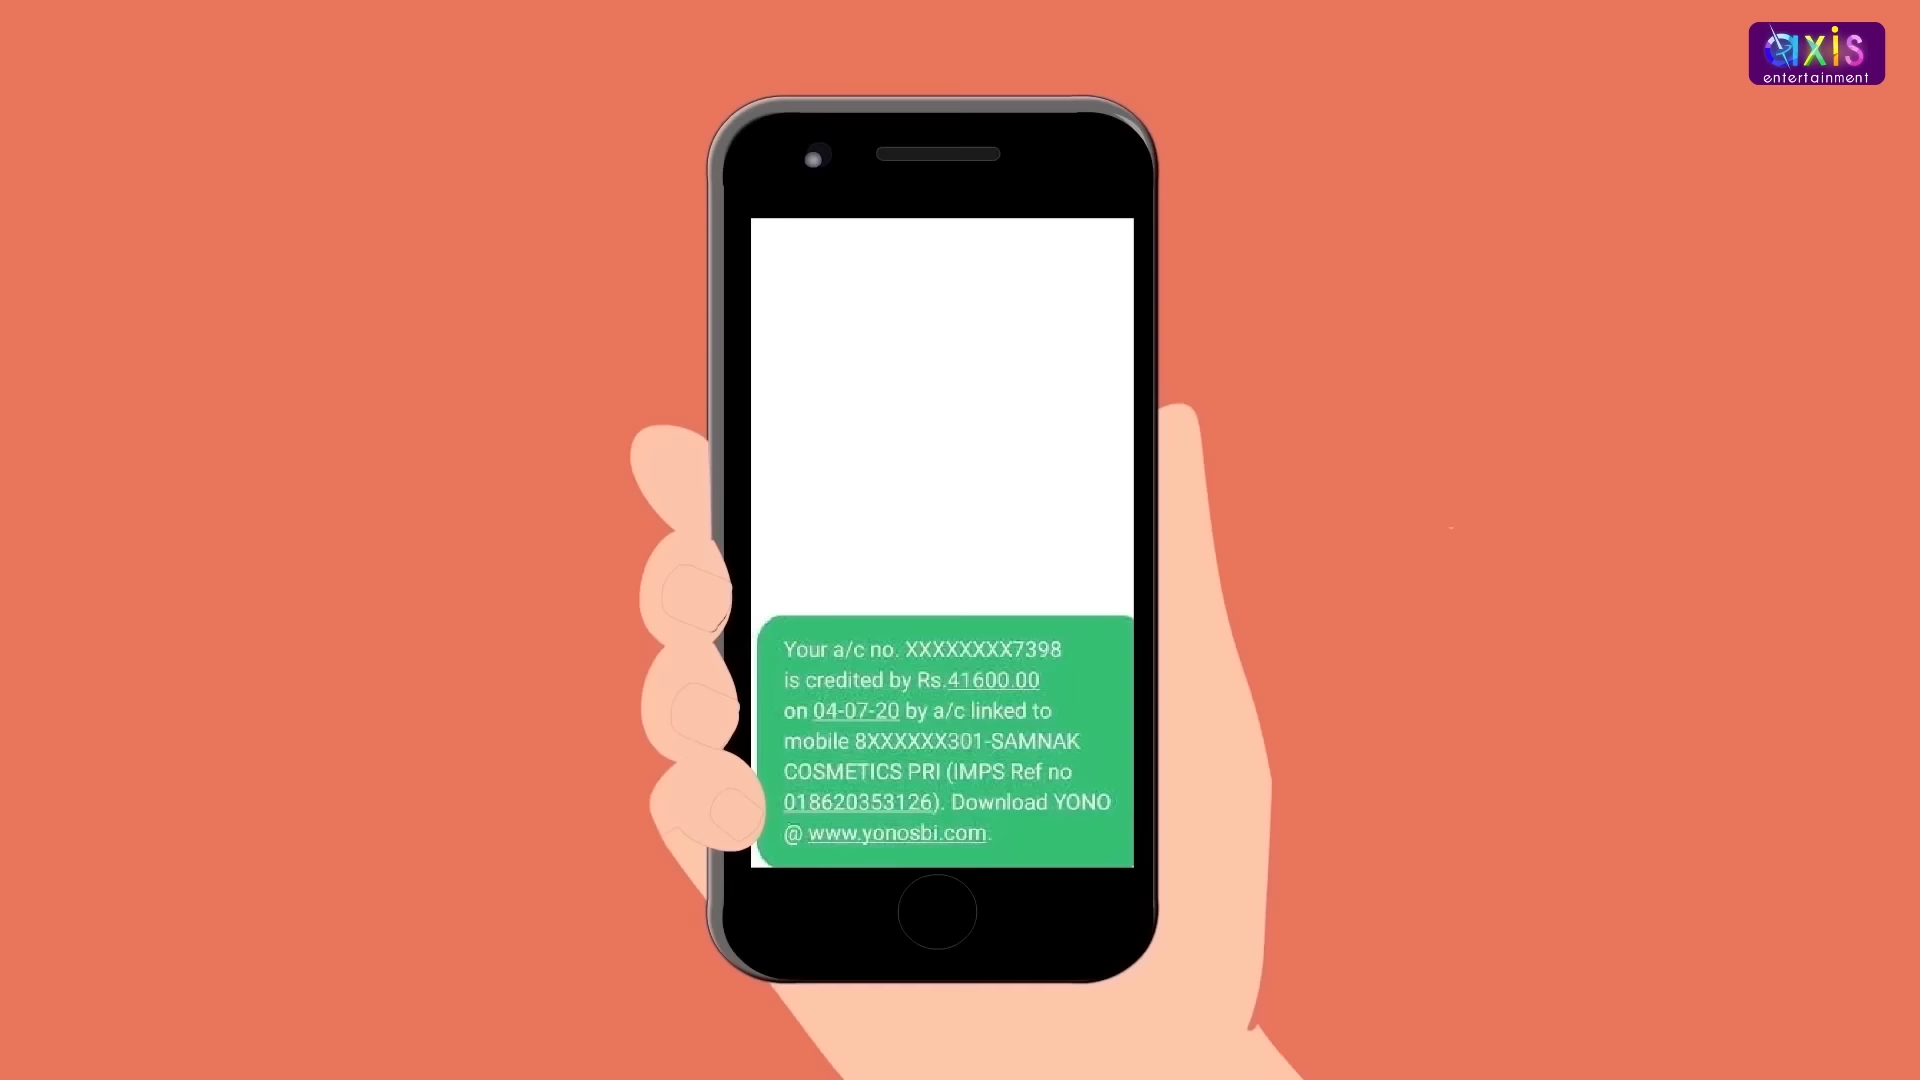 axis
entertainment
Your a/c no. XXXXXXXX7398
is credited by Rs.41600.00
on 04-07-20 by a/c linked to
mobile 8XXXXXX301-SAMNAK
COSMETICS PRI (IMPS Ref no
018620353126). Download YONO
@ www.yonosbi.com.